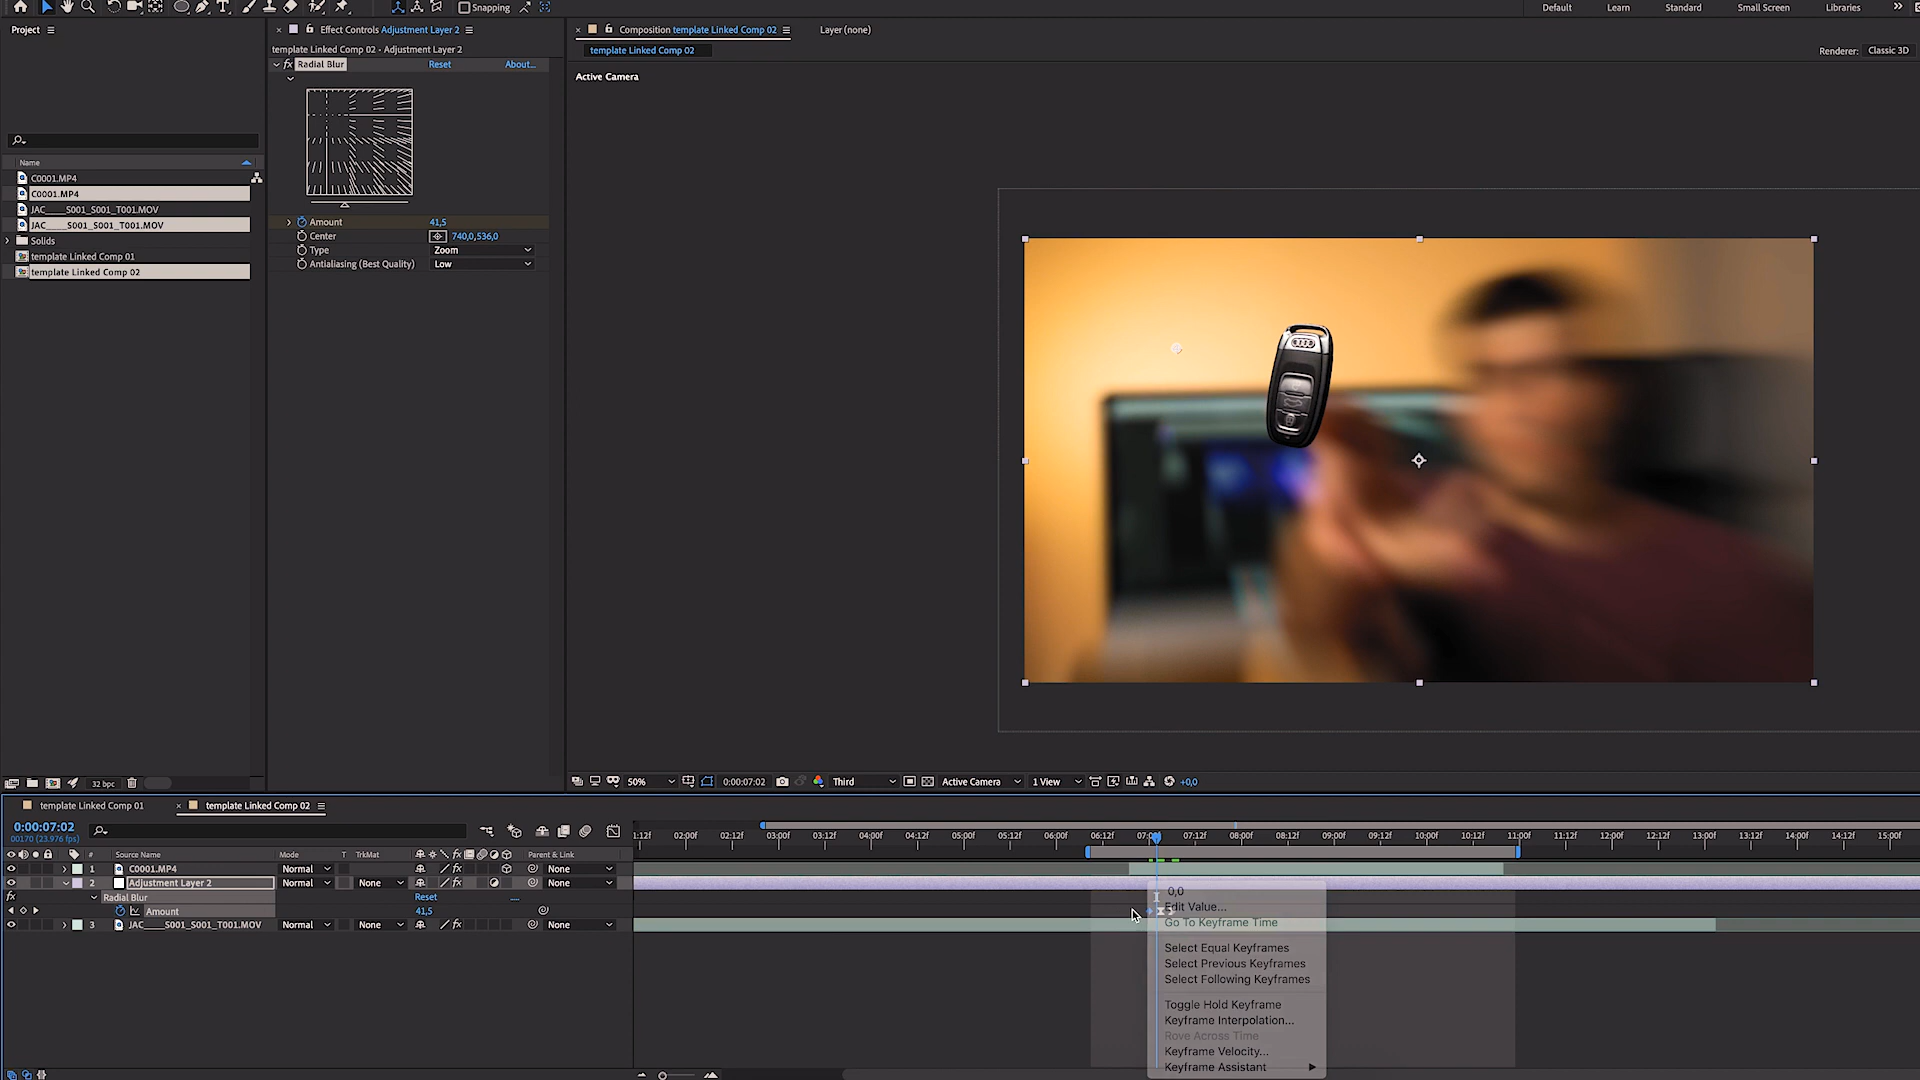 Snapping
Default
Learn
Standard
Small Screen
Libraries
Project
Effect Controls Adjustment Layer 2
Composition template Linked Comp 02
Layer (none)
template Linked Comp 02 • Adjustment Layer 2
template Linked Comp 02
Renderer:
Classic 3D
fx Radial Blur
Reset
About...
Active Camera
Name
C0001.MP4
C0001.MP4
JAC____S001_S001_T001.MOV
JAC____S001_S001_T001.MOV
Solids
template Linked Comp 01
template Linked Comp 02
Amount
41,5
Center
740,0,536,0
Type
Zoom
Antialiasing (Best Quality)
Low
32 bpc
50%
0:00:07:02
Third
Active Camera
1 View
+0,0
template Linked Comp 01
template Linked Comp 02
0:00:07:02
00170 (23.976 fps)
1:12f
02:00f
02:12f
03:00f
03:12f
04:00f
04:12f
05:00f
05:12f
06:00f
06:12f
07:12f
08:00f
08:12f
09:00f
09:12f
10:00f
10:12f
11:00f
11:12f
12:00f
12:12f
13:00f
13:12f
14:00f
14:12f
15:00f
#
Source Name
Mode
T
TrkMat
Parent & Link
1
C0001.MP4
Normal
None
2
Adjustment Layer 2
Normal
None
None
Radial Blur
Reset
Amount
41,5
3
JAC____S001_S001_T001.MOV
Normal
None
None
0,0
Edit Value...
Go To Keyframe Time
Select Equal Keyframes
Select Previous Keyframes
Select Following Keyframes
Toggle Hold Keyframe
Keyframe Interpolation...
Rove Across Time
Keyframe Velocity...
Keyframe Assistant